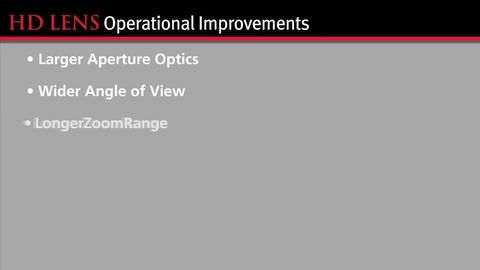 HD LENS Operational Improvements
• Larger Aperture Optics
• Wider Angle of View
• LongerZoomRange